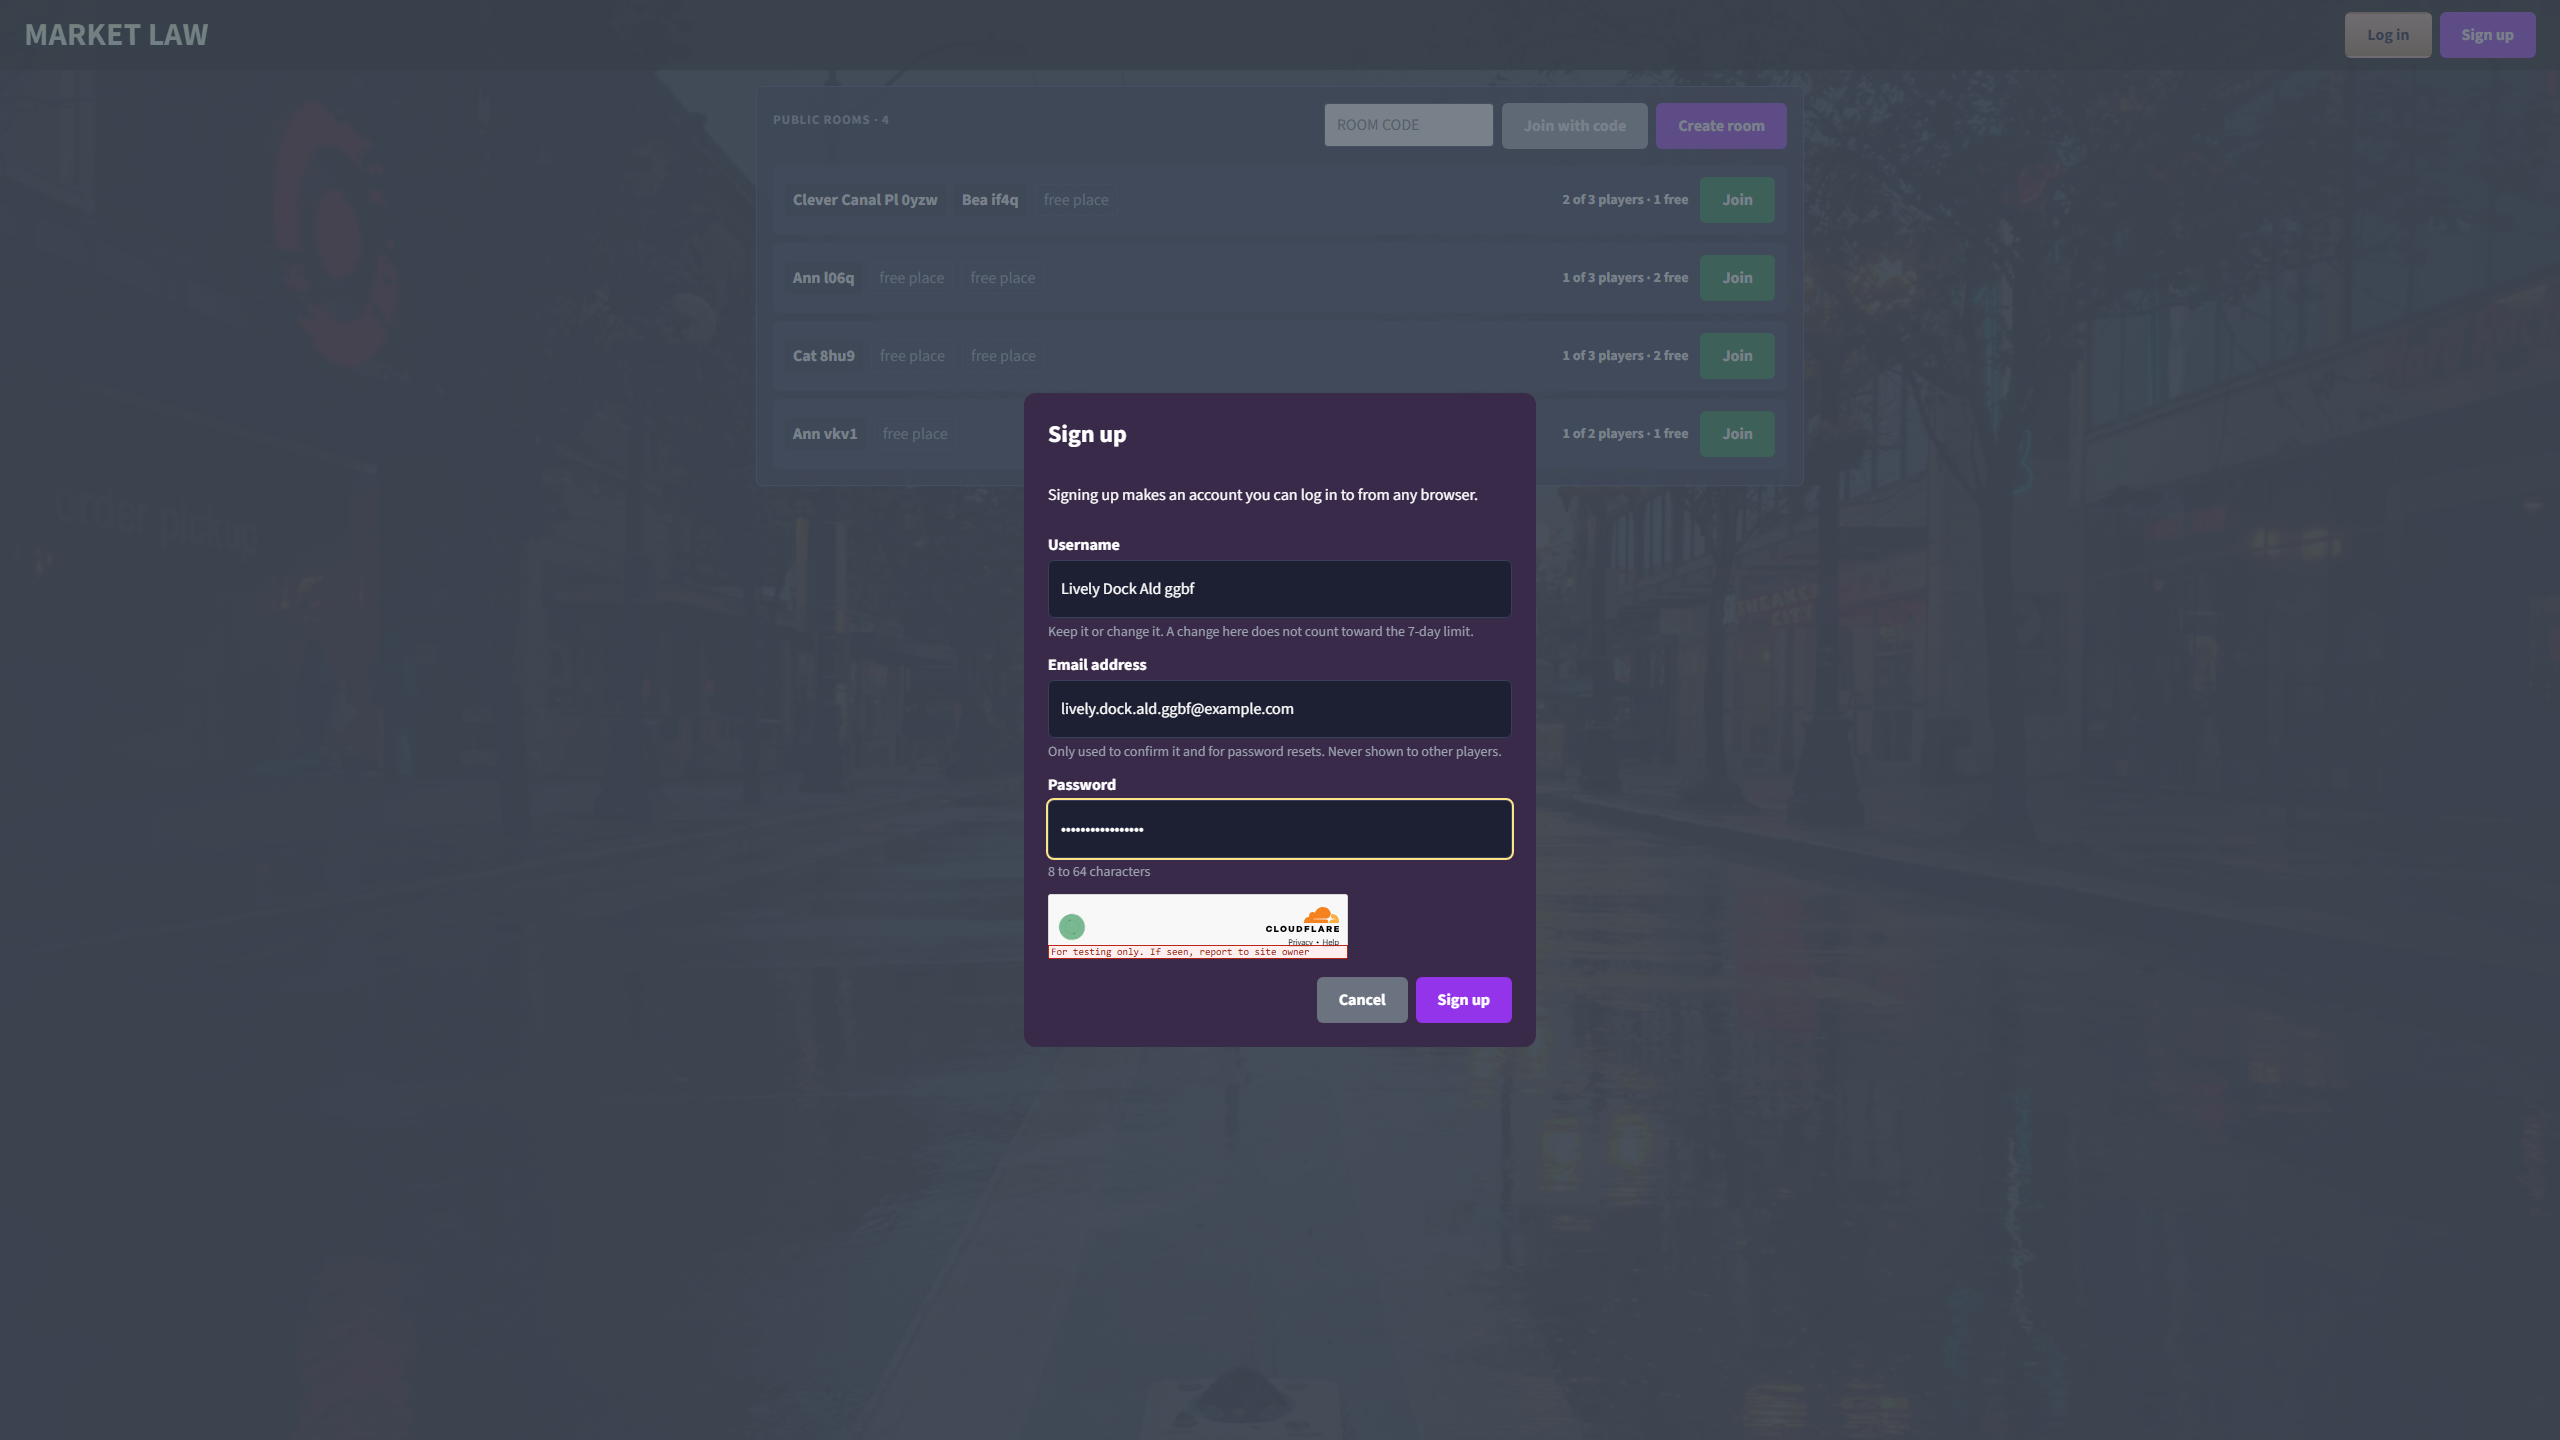 MARKET LAW
Log in
Sign up
PUBLIC ROOMS · 4
ROOM CODE
Join with code
Create room
Clever Canal Pl 0yzw
Bea if4q
free place
2 of 3 players · 1 free
Join
Ann l06q
free place
free place
1 of 3 players · 2 free
Join
Cat 8hu9
free place
free place
1 of 3 players · 2 free
Join
Ann vkv1
free place
1 of 2 players · 1 free
Join
order pickup
SNEAKER
CITY
Sign up
Signing up makes an account you can log in to from any browser.
Username
Lively Dock Ald ggbf
Keep it or change it. A change here does not count toward the 7-day limit.
Email address
lively.dock.ald.ggbf@example.com
Only used to confirm it and for password resets. Never shown to other players.
Password
•••••••••••••••••
8 to 64 characters
CLOUDFLARE
Privacy • Help
For testing only. If seen, report to site owner
Cancel
Sign up